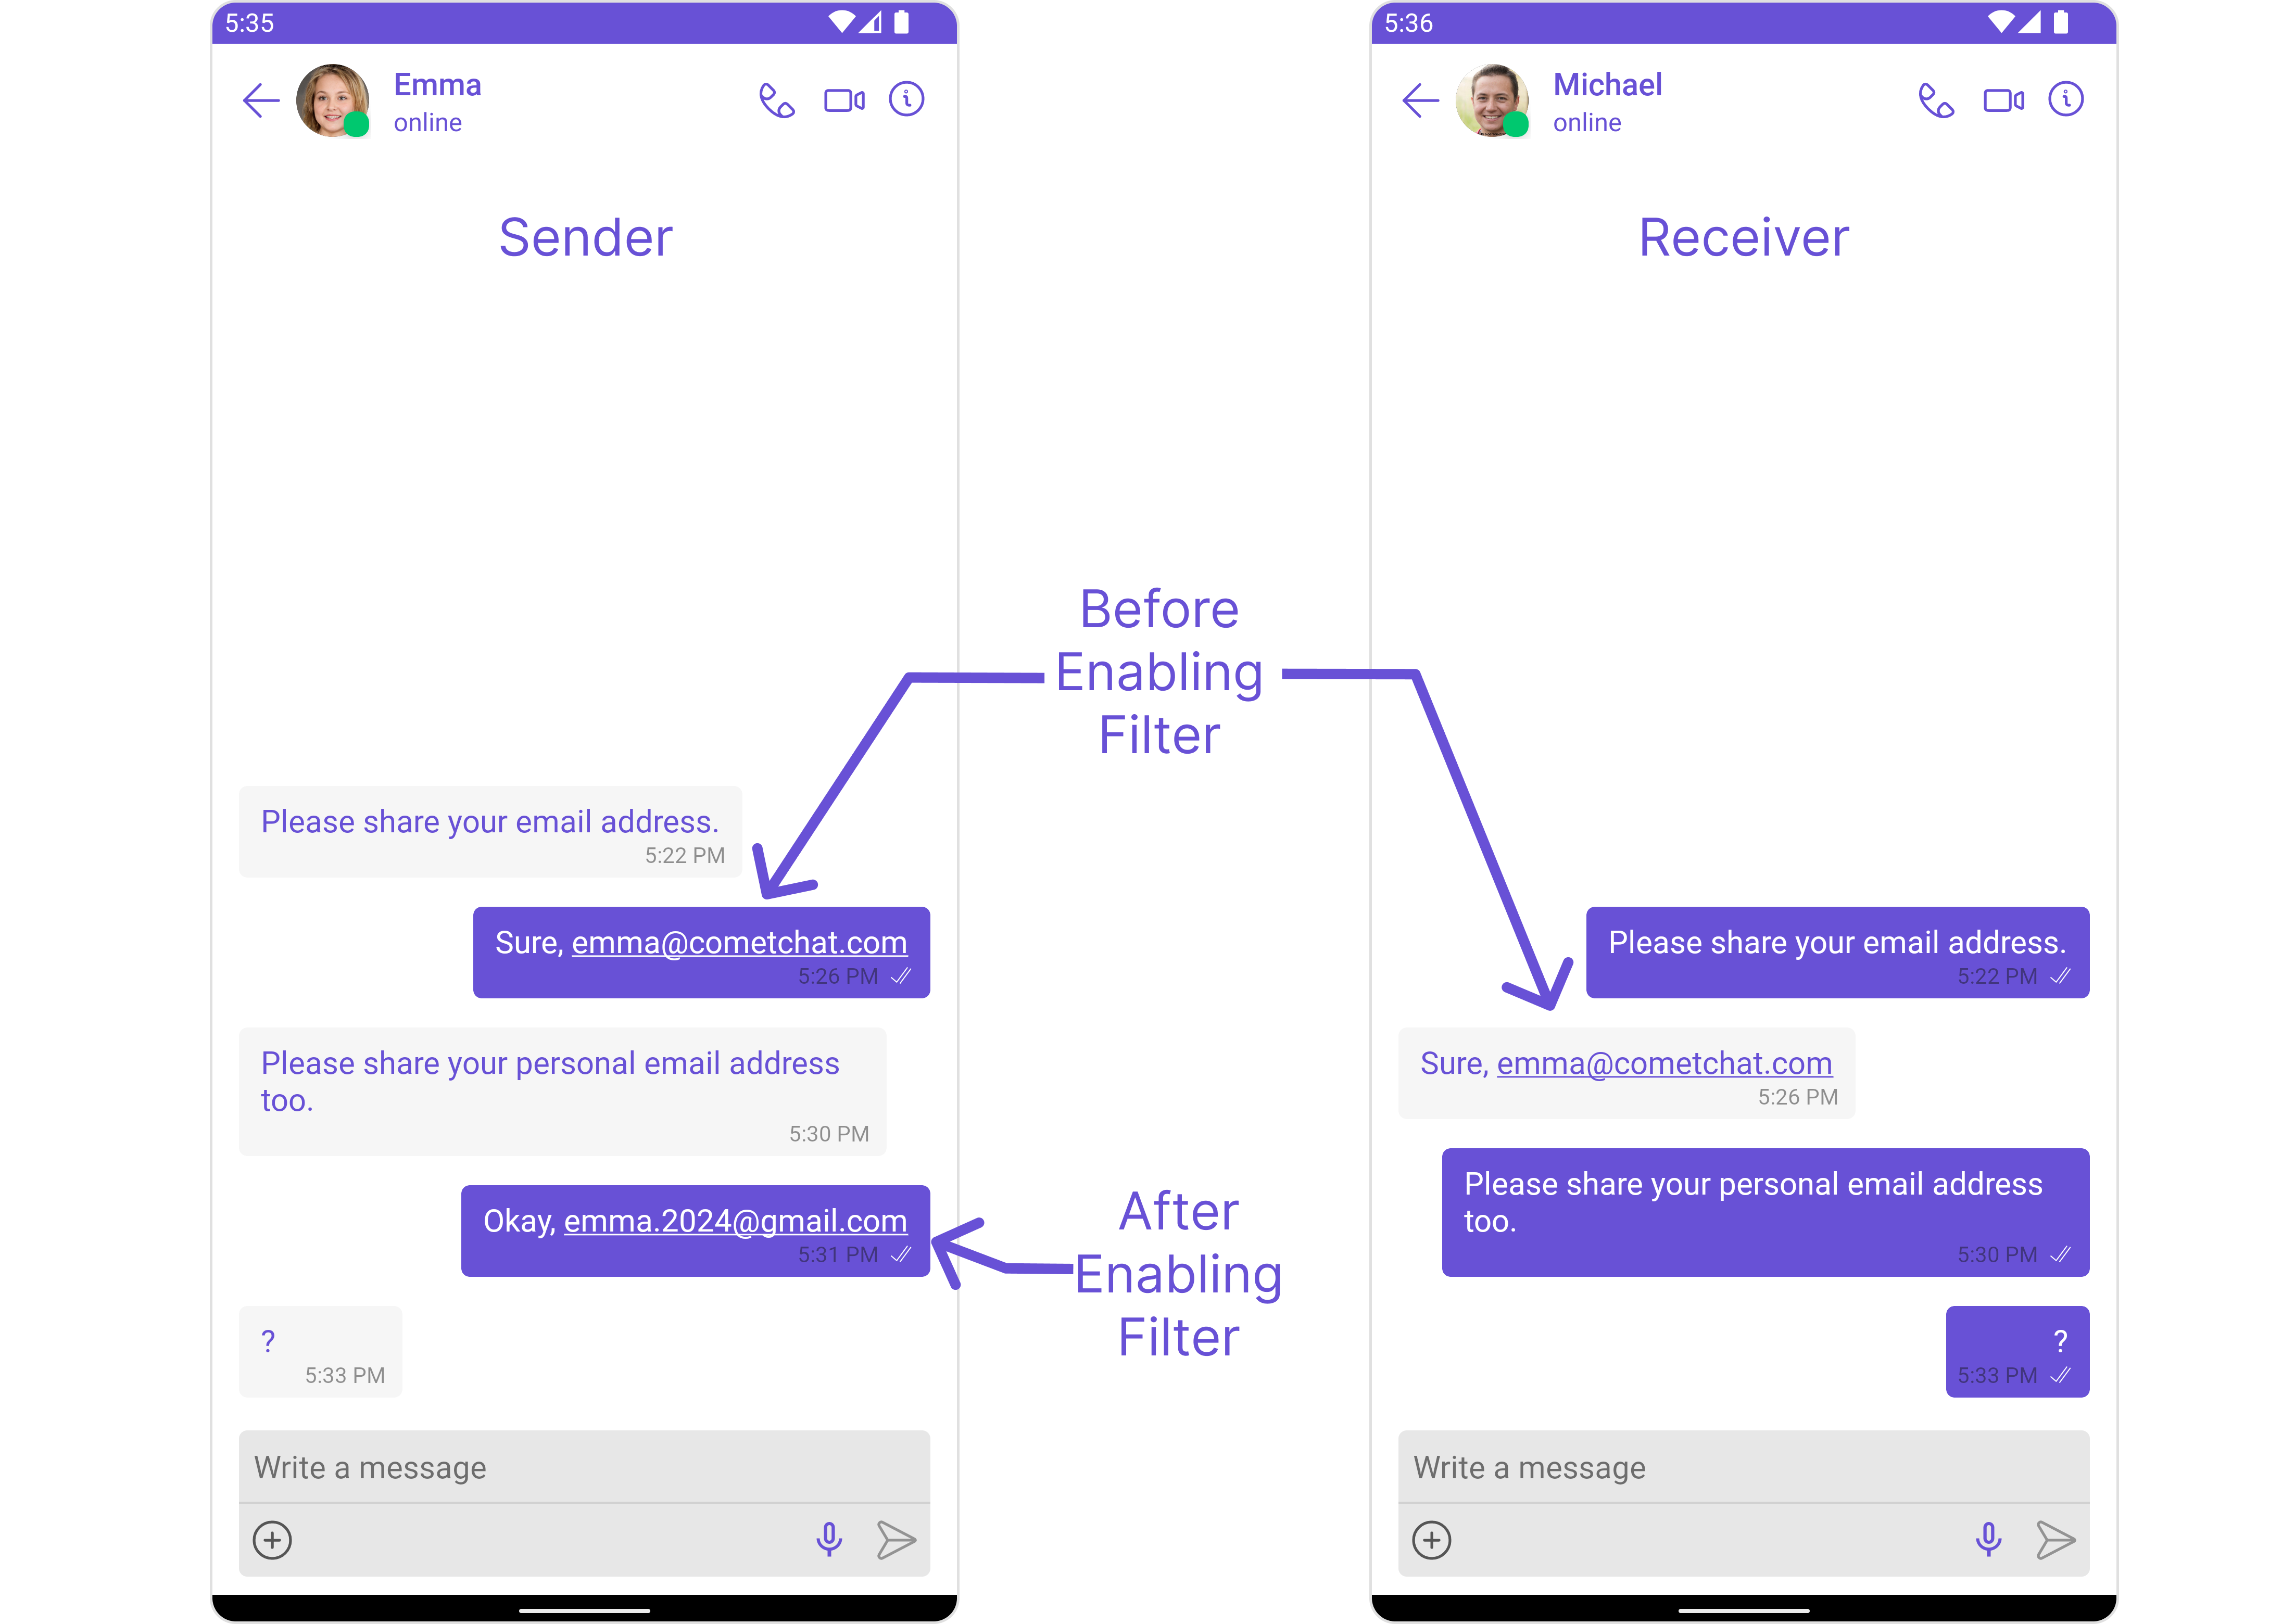 5:35
Emma
online
Sender
Please share your email address.
5:22 PM
Sure, emma@cometchat.com
5:26 PM
Please share your personal email address
too.
5:30 PM
Okay, emma.2024@gmail.com
5:31 PM
?
5:33 PM
Write a message
Before
Enabling
Filter
After
Enabling
Filter
5:36
Michael
online
Receiver
Please share your email address.
5:22 PM
Sure, emma@cometchat.com
5:26 PM
Please share your personal email address
too.
5:30 PM
?
5:33 PM
Write a message